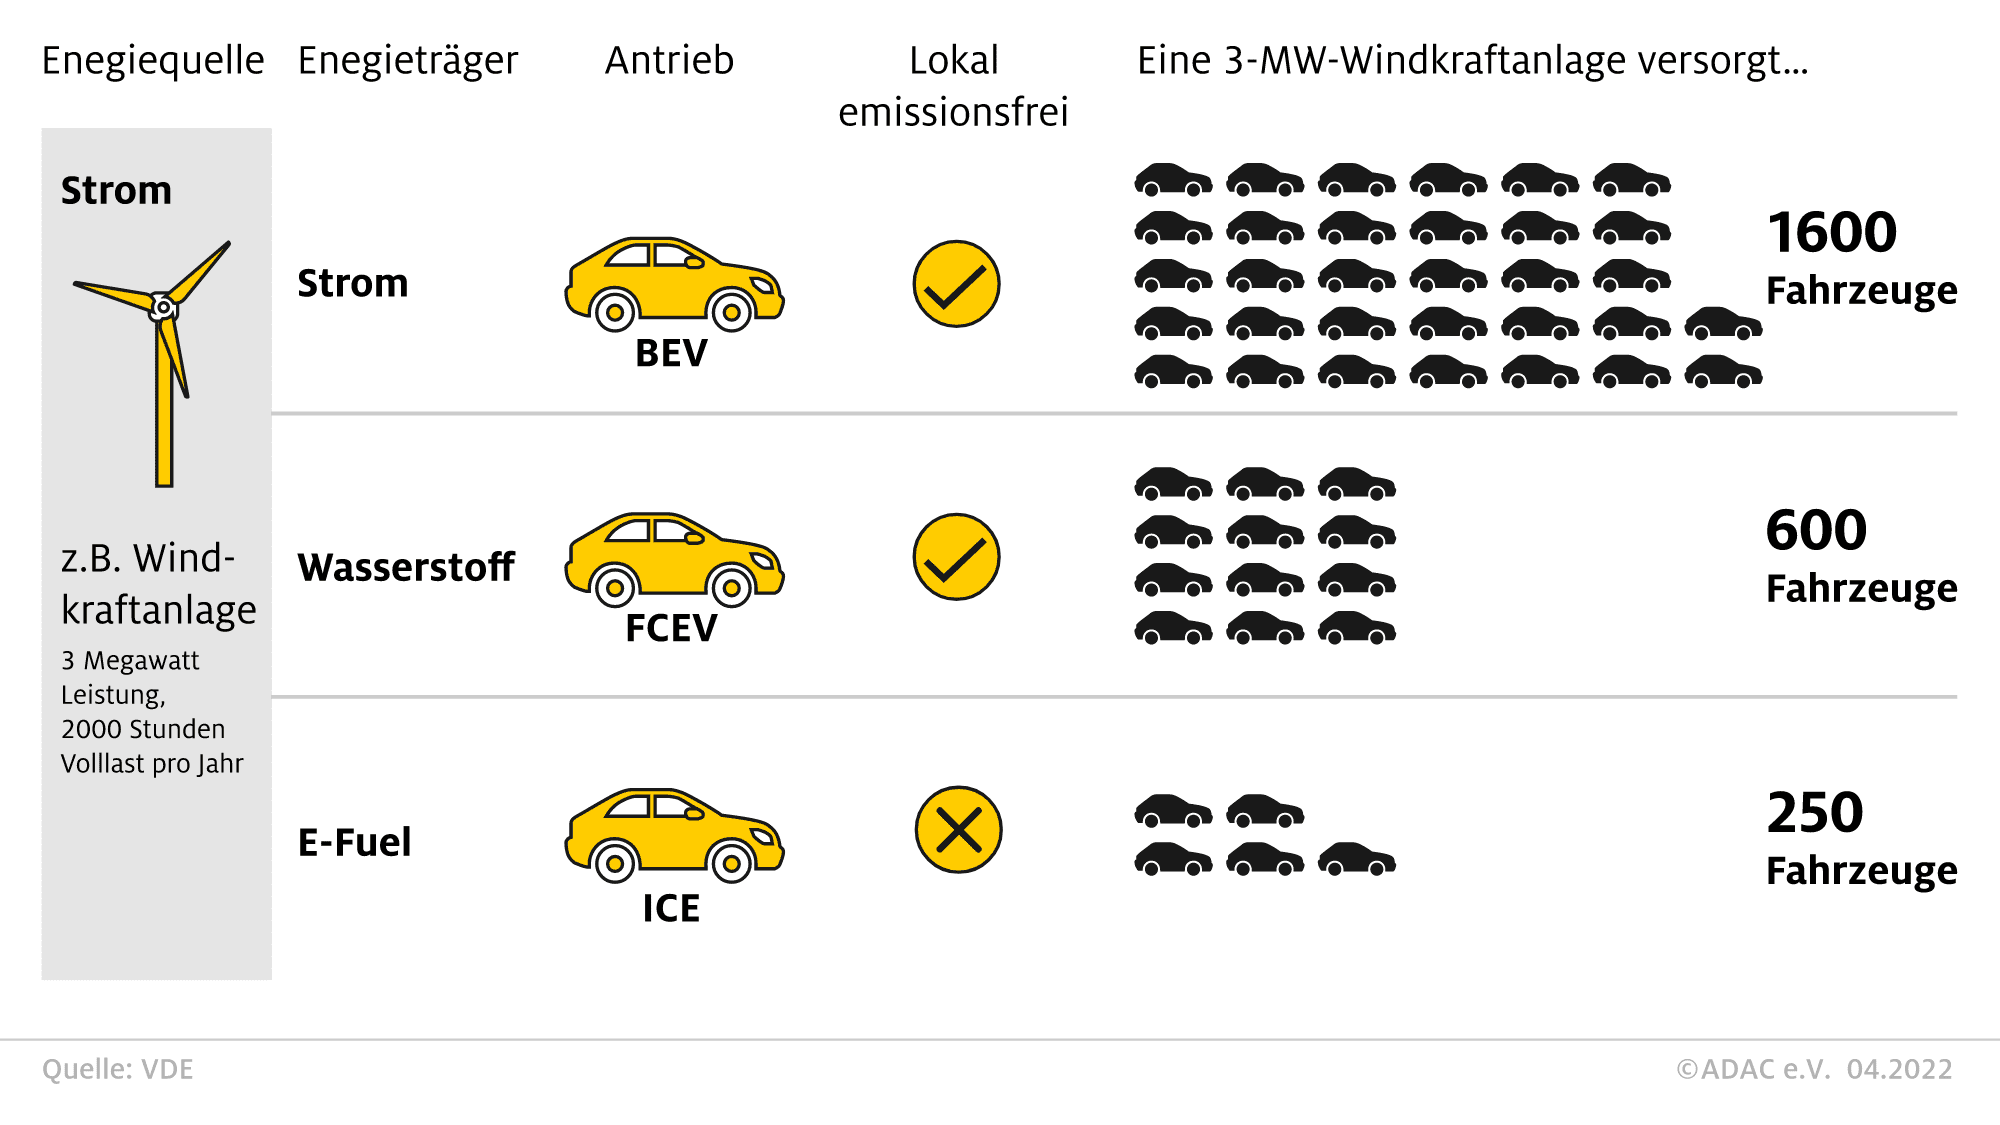 Enegiequelle
Enegieträger
Antrieb
Lokal
emissionsfrei
Eine 3-MW-Windkraftanlage versorgt...
Strom
z.B. Wind-
kraftanlage
3 Megawatt
Leistung,
2000 Stunden
Volllast pro Jahr
Strom
BEV
1600
Fahrzeuge
Wasserstoff
FCEV
600
Fahrzeuge
E-Fuel
ICE
250
Fahrzeuge
Quelle: VDE
©ADAC e.V. 04.2022